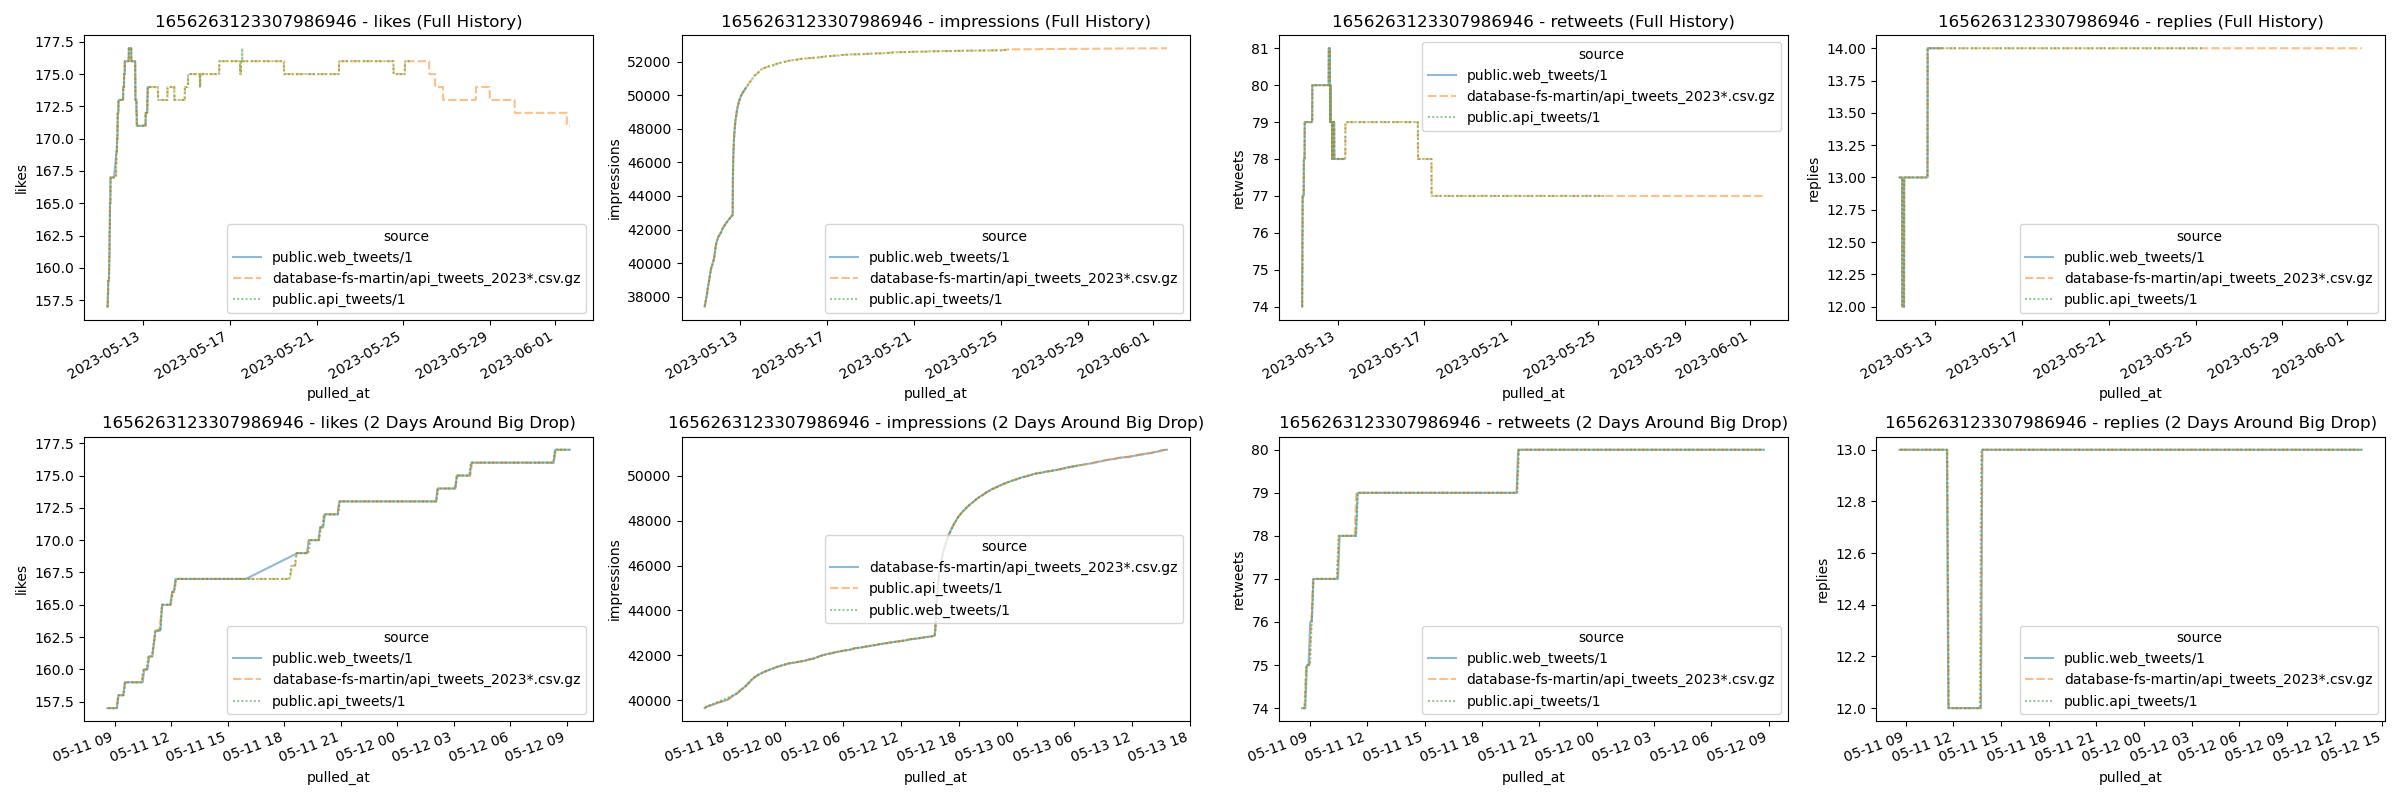 1656263123307986946 - likes (Full History)
177.5
175.0
172.5
170.0
167.5
165.0
162.5
160.0
157.5
likes
source
public.web_tweets/1
database-fs-martin/api_tweets_2023*.csv.gz
public.api_tweets/1
2023-05-13
2023-05-17
2023-05-21
2023-05-25
2023-05-29
2023-06-01
pulled_at
1656263123307986946 - impressions (Full History)
52000
50000
48000
46000
44000
42000
40000
38000
impressions
source
public.web_tweets/1
database-fs-martin/api_tweets_2023*.csv.gz
public.api_tweets/1
2023-05-13
2023-05-17
2023-05-21
2023-05-25
2023-05-29
2023-06-01
pulled_at
1656263123307986946 - retweets (Full History)
81
80
79
78
77
76
75
74
retweets
source
public.web_tweets/1
database-fs-martin/api_tweets_2023*.csv.gz
public.api_tweets/1
2023-05-13
2023-05-17
2023-05-21
2023-05-25
2023-05-29
2023-06-01
pulled_at
1656263123307986946 - replies (Full History)
14.00
13.75
13.50
13.25
13.00
12.75
12.50
12.25
12.00
replies
source
public.web_tweets/1
database-fs-martin/api_tweets_2023*.csv.gz
public.api_tweets/1
2023-05-13
2023-05-17
2023-05-21
2023-05-25
2023-05-29
2023-06-01
pulled_at
1656263123307986946 - likes (2 Days Around Big Drop)
177.5
175.0
172.5
170.0
167.5
165.0
162.5
160.0
157.5
likes
source
public.web_tweets/1
database-fs-martin/api_tweets_2023*.csv.gz
public.api_tweets/1
05-11 09
05-11 12
05-11 15
05-11 18
05-11 21
05-12 00
05-12 03
05-12 06
05-12 09
pulled_at
1656263123307986946 - impressions (2 Days Around Big Drop)
50000
48000
46000
44000
42000
40000
impressions
source
database-fs-martin/api_tweets_2023*.csv.gz
public.api_tweets/1
public.web_tweets/1
05-11 18
05-12 00
05-12 06
05-12 12
05-12 18
05-13 00
05-13 06
05-13 12
05-13 18
pulled_at
1656263123307986946 - retweets (2 Days Around Big Drop)
80
79
78
77
76
75
74
retweets
source
public.web_tweets/1
database-fs-martin/api_tweets_2023*.csv.gz
public.api_tweets/1
05-11 09
05-11 12
05-11 15
05-11 18
05-11 21
05-12 00
05-12 03
05-12 06
05-12 09
pulled_at
1656263123307986946 - replies (2 Days Around Big Drop)
13.0
12.8
12.6
12.4
12.2
12.0
replies
source
public.web_tweets/1
database-fs-martin/api_tweets_2023*.csv.gz
public.api_tweets/1
05-11 09
05-11 12
05-11 15
05-11 18
05-11 21
05-12 00
05-12 03
05-12 06
05-12 09
05-12 12
05-12 15
pulled_at